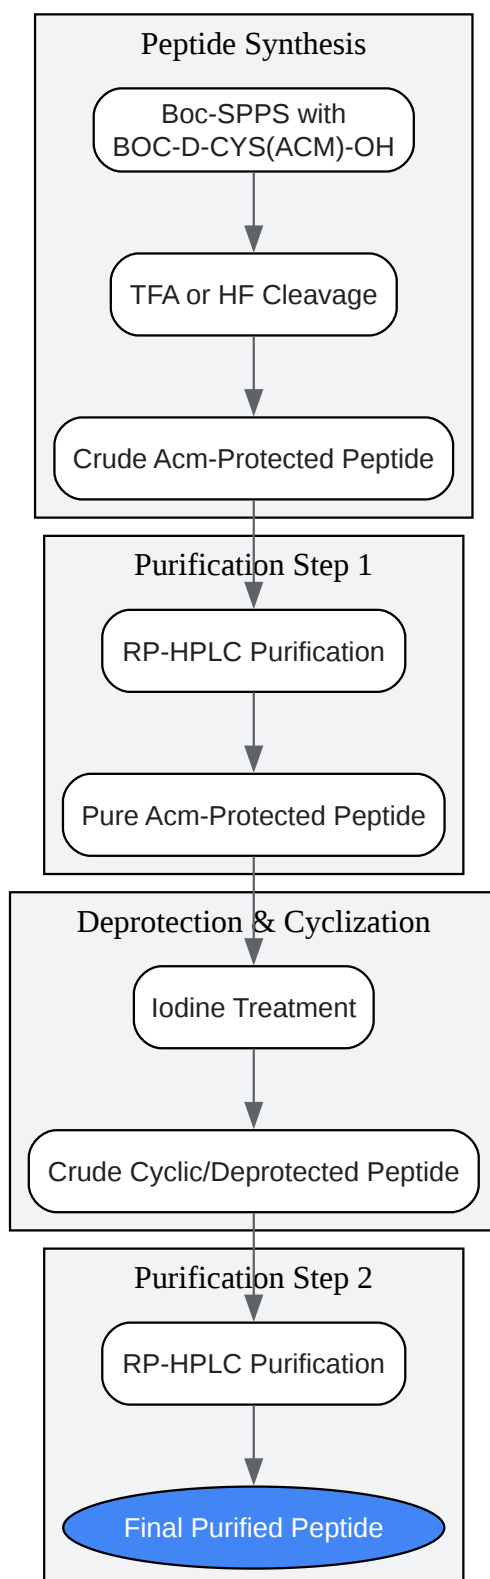 Peptide Synthesis
Boc-SPPS with
BOC-D-CYS(ACM)-OH
TFA or HF Cleavage
Crude Acm-Protected Peptide
Purification Step 1
RP-HPLC Purification
Pure Acm-Protected Peptide
Deprotection & Cyclization
Iodine Treatment
Crude Cyclic/Deprotected Peptide
Purification Step 2
RP-HPLC Purification
Final Purified Peptide